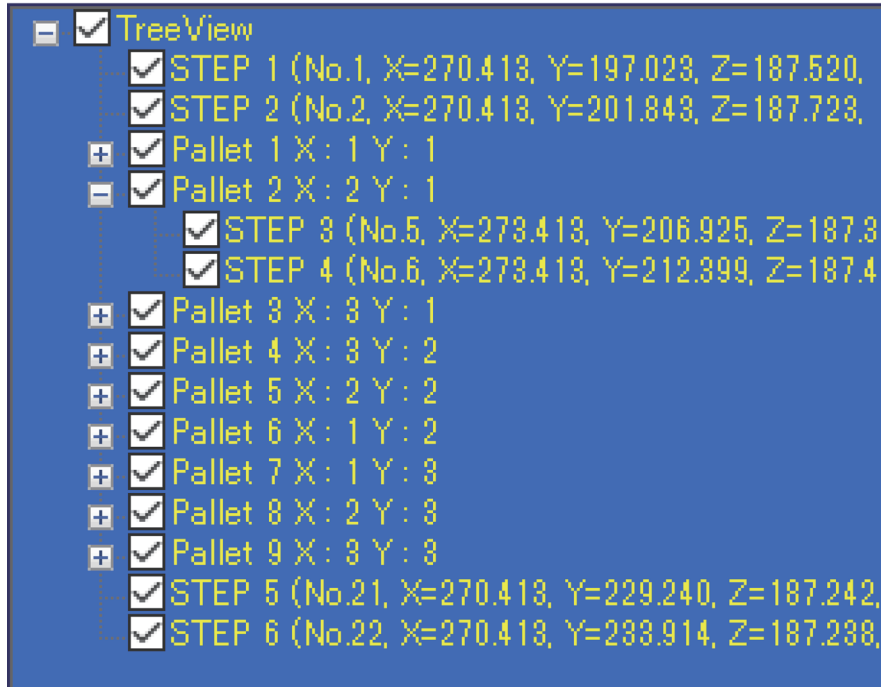 TreeView
STEP 1 (No.1, X=270.413, Y=197.023, Z=187.520,
STEP 2 (No.2, X=270.413, Y=201.843, Z=187.723,
Pallet 1 X : 1 Y : 1
Pallet 2 X : 2 Y : 1
STEP 3 (No.5, X=273.413, Y=206.925, Z=187.3
STEP 4 (No.6, X=273.413, Y=212.399, Z=187.4
Pallet 3 X : 3 Y : 1
Pallet 4 X : 3 Y : 2
Pallet 5 X : 2 Y : 2
Pallet 6 X : 1 Y : 2
Pallet 7 X : 1 Y : 3
Pallet 8 X : 2 Y : 3
Pallet 9 X : 3 Y : 3
STEP 5 (No.21, X=270.413, Y=229.240, Z=187.242,
STEP 6 (No.22, X=270.413, Y=233.914, Z=187.238,